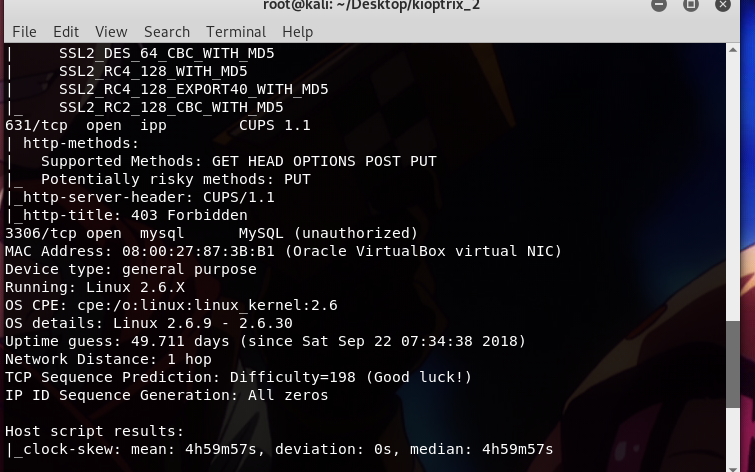 root@kali: ~/Desktop/kioptrix_2
File Edit View Search Terminal Help
|     SSL2_DES_64_CBC_WITH_MD5
|     SSL2_RC4_128_WITH_MD5
|     SSL2_RC4_128_EXPORT40_WITH_MD5
|_    SSL2_RC2_128_CBC_WITH_MD5
631/tcp  open  ipp        CUPS 1.1
| http-methods:
|   Supported Methods: GET HEAD OPTIONS POST PUT
|_  Potentially risky methods: PUT
|_http-server-header: CUPS/1.1
|_http-title: 403 Forbidden
3306/tcp open  mysql      MySQL (unauthorized)
MAC Address: 08:00:27:87:3B:B1 (Oracle VirtualBox virtual NIC)
Device type: general purpose
Running: Linux 2.6.X
OS CPE: cpe:/o:linux:linux_kernel:2.6
OS details: Linux 2.6.9 - 2.6.30
Uptime guess: 49.711 days (since Sat Sep 22 07:34:38 2018)
Network Distance: 1 hop
TCP Sequence Prediction: Difficulty=198 (Good luck!)
IP ID Sequence Generation: All zeros

Host script results:
|_clock-skew: mean: 4h59m57s, deviation: 0s, median: 4h59m57s